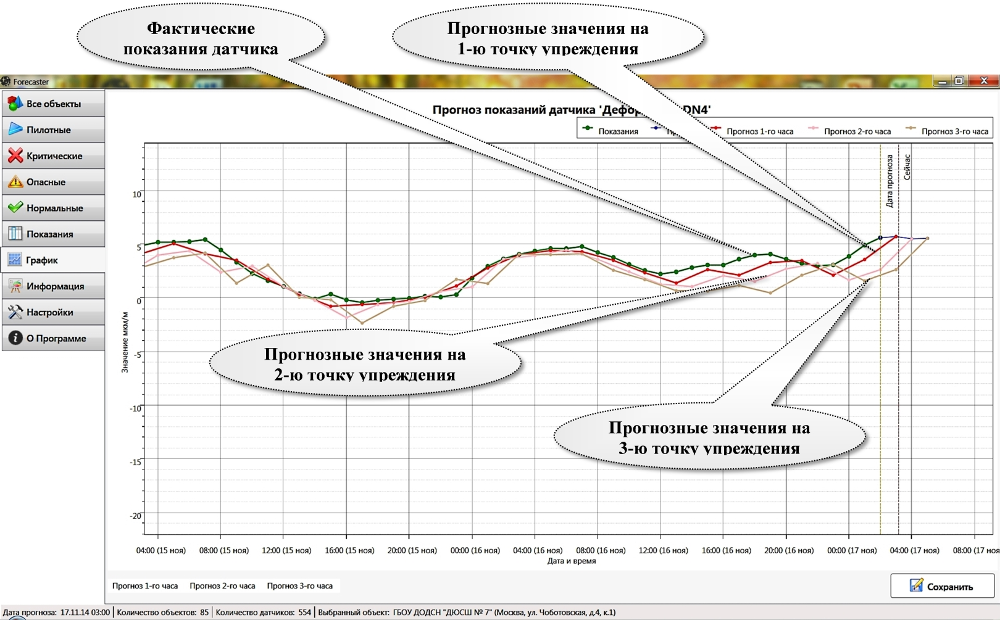 Фактические
показания датчика
Прогнозные значения на
1-ю точку упреждения
Forecaster
Все объекты
Пилотные
Критические
Опасные
Нормальные
Показания
График
Информация
Настройки
О Программе
Прогноз показаний датчика 'Дефор DN4'
Показания
Прогноз 1-го часа
Прогноз 2-го часа
Прогноз 3-го часа
Дата прогноза
Сейчас
10
5
0
-5
-10
-15
-20
Значение мкм/м
Прогнозные значения на
2-ю точку упреждения
Прогнозные значения на
3-ю точку упреждения
04:00 (15 ноя) 08:00 (15 ноя) 12:00 (15 ноя) 16:00 (15 ноя) 20:00 (15 ноя) 00:00 (16 ноя) 04:00 (16 ноя) 08:00 (16 ноя) 12:00 (16 ноя) 16:00 (16 ноя) 20:00 (16 ноя) 00:00 (17 ноя) 04:00 (17 ноя) 08:00 (17 ноя
Дата и время
Прогноз 1-го часа Прогноз 2-го часа Прогноз 3-го часа
Сохранить
Дата прогноза: 17.11.14 03:00 Количество объектов: 85 Количество датчиков: 554 Выбранный объект: ГБОУ ДОДСН "ДЮСШ № 7" (Москва, ул. Чоботовская, д.4, к.1)